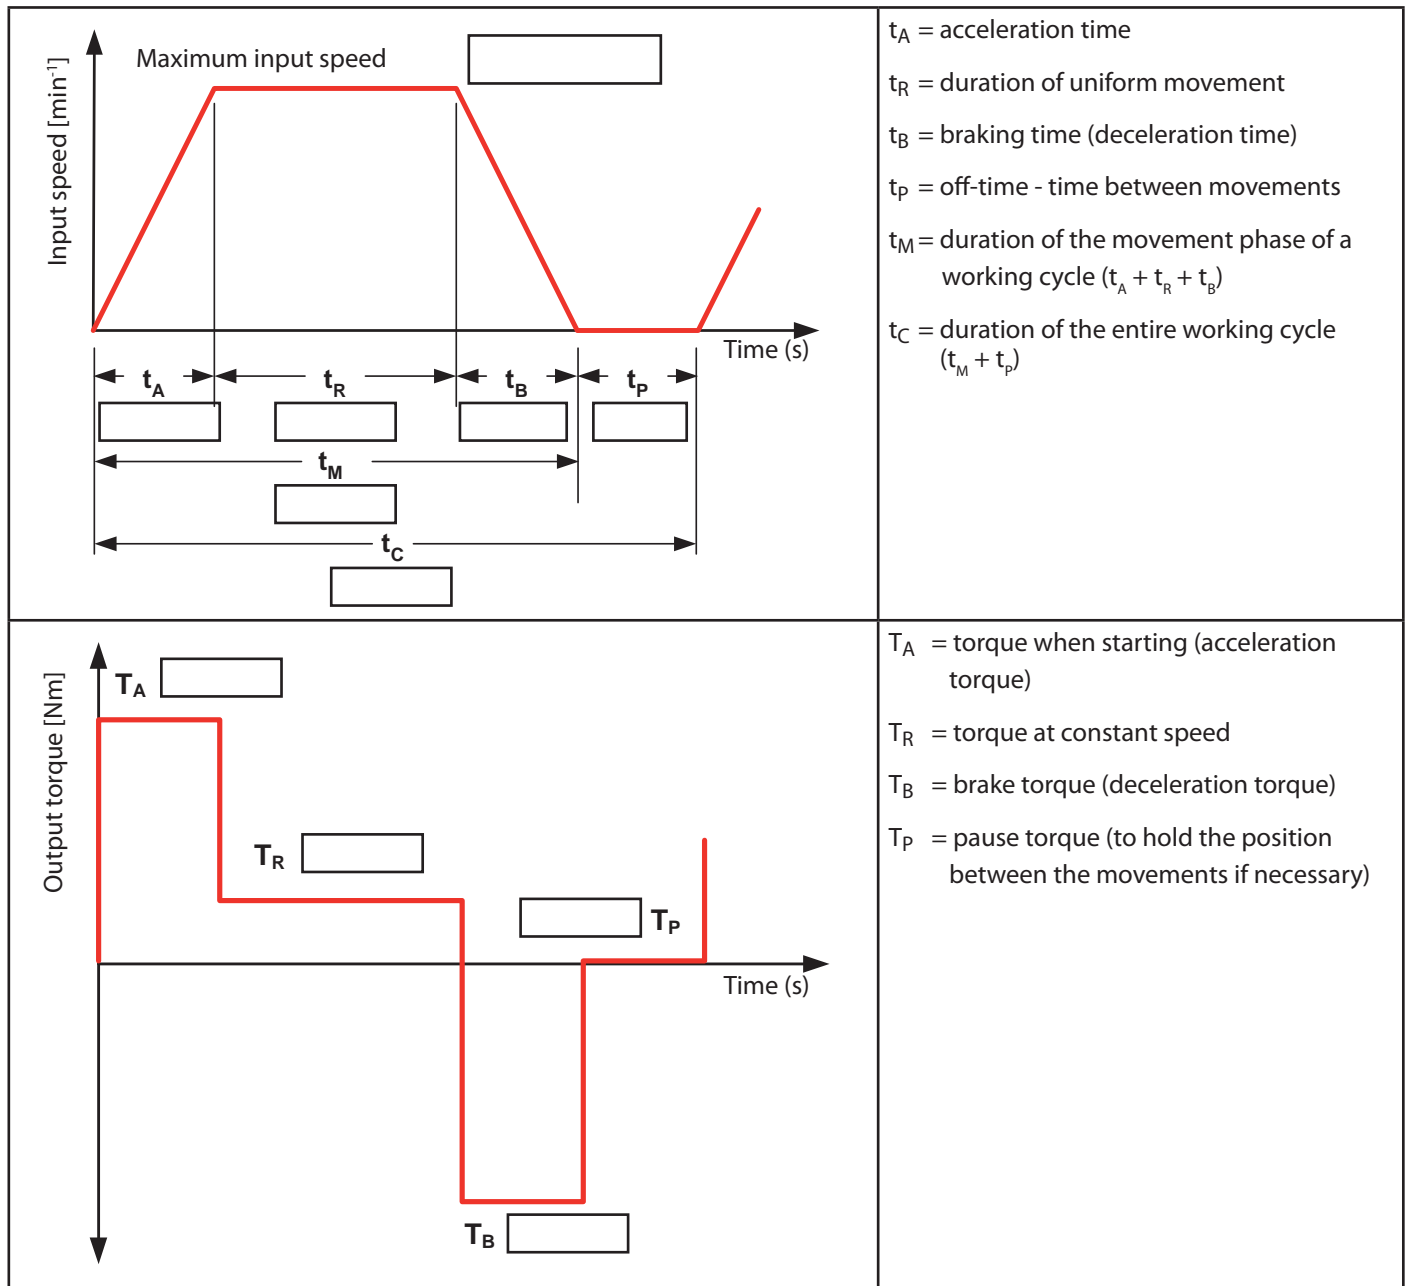 Maximum input speed
Input speed [min⁻¹]
Time (s)
tA
tR
tB
tP
tM
tC
tA = acceleration time
tR = duration of uniform movement
tB = braking time (deceleration time)
tP = off-time - time between movements
tM = duration of the movement phase of a
working cycle (tA + tR + tB)
tC = duration of the entire working cycle
(tM + tP)
Output torque [Nm]
TA
TR
TP
Time (s)
TB
TA = torque when starting (acceleration
torque)
TR = torque at constant speed
TB = brake torque (deceleration torque)
TP = pause torque (to hold the position
between the movements if necessary)